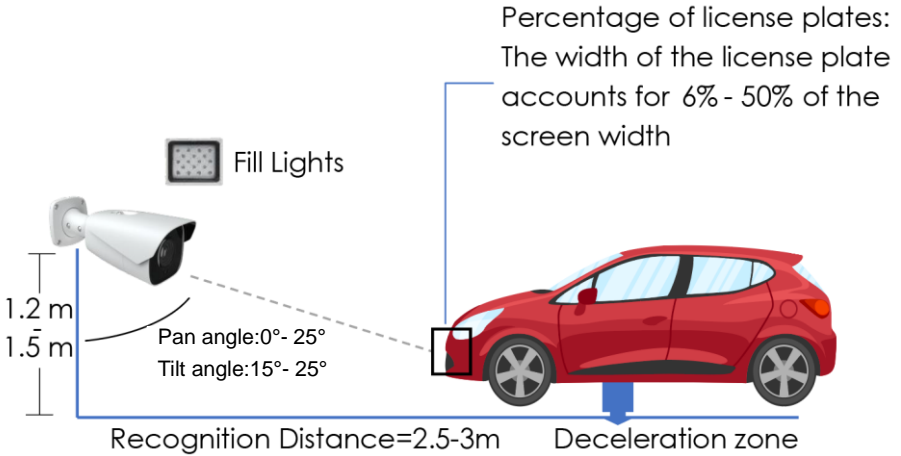 Percentage of license plates:
The width of the license plate
accounts for 6% - 50% of the
screen width
Fill Lights
1.2 m
-
1.5 m
Pan angle:0°- 25°
Tilt angle:15°- 25°
Recognition Distance=2.5-3m
Deceleration zone